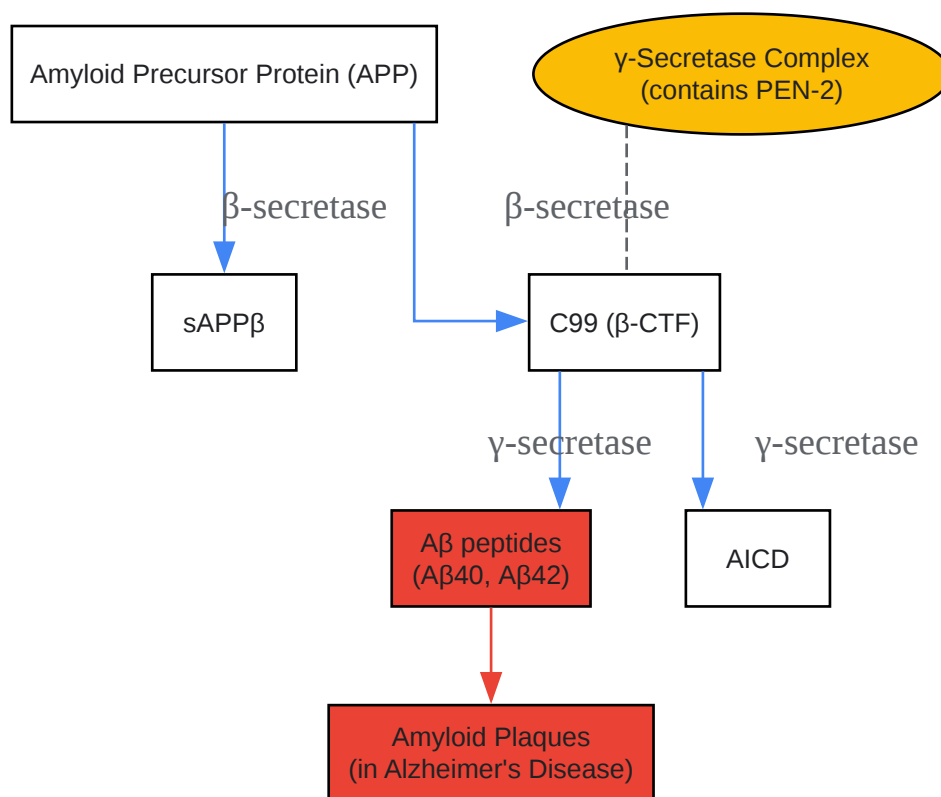 Amyloid Precursor Protein (APP)
γ-Secretase Complex
(contains PEN-2)
β-secretase
β-secretase
sAPPβ
C99 (β-CTF)
γ-secretase
γ-secretase
Aβ peptides
(Aβ40, Aβ42)
AICD
Amyloid Plaques
(in Alzheimer's Disease)